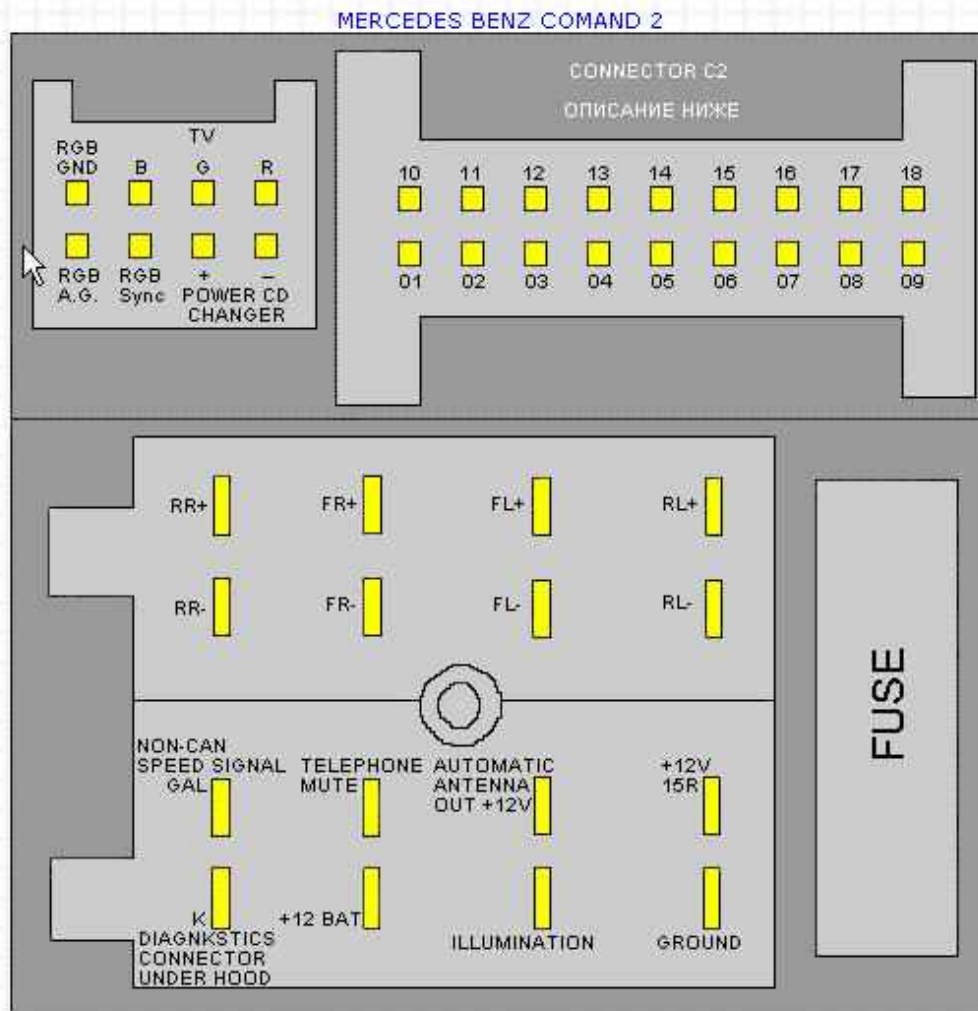 MERCEDES BENZ COMAND 2
CONNECTOR C2
ОПИСАНИЕ НИЖЕ
TV
RGB
GND B G R
RGB RGB + –
A.G. Sync POWER CD
CHANGER
10 11 12 13 14 15 16 17 18
01 02 03 04 05 06 07 08 09
RR+ FR+ FL+ RL+
RR- FR- FL- RL-
FUSE
NON-CAN
SPEED SIGNAL
GAL
TELEPHONE
MUTE
AUTOMATIC
ANTENNA
OUT +12V
+12V
15R
K
DIAGNKSTICS
CONNECTOR
UNDER HOOD
+12 BAT
ILLUMINATION
GROUND